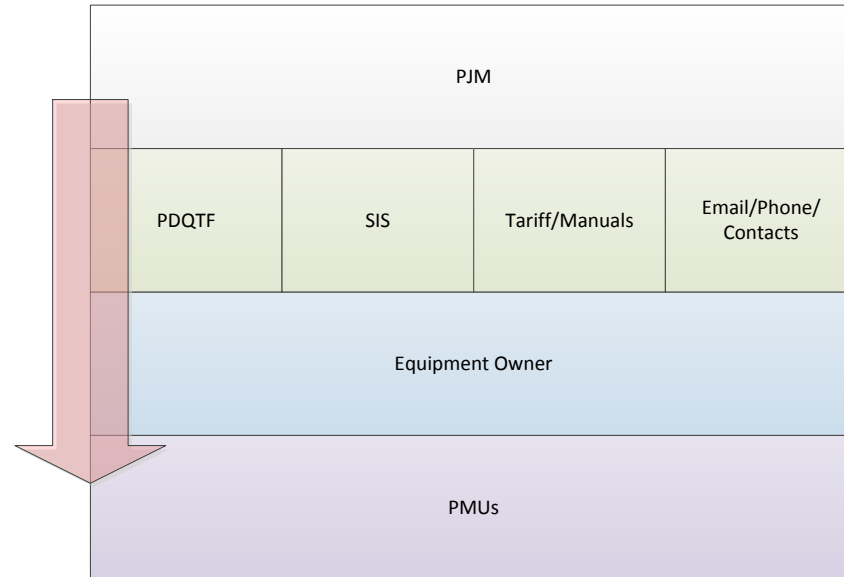 PJM
PDQTF
SIS
Tariff/Manuals
Email/Phone/
Contacts
Equipment Owner
PMUs